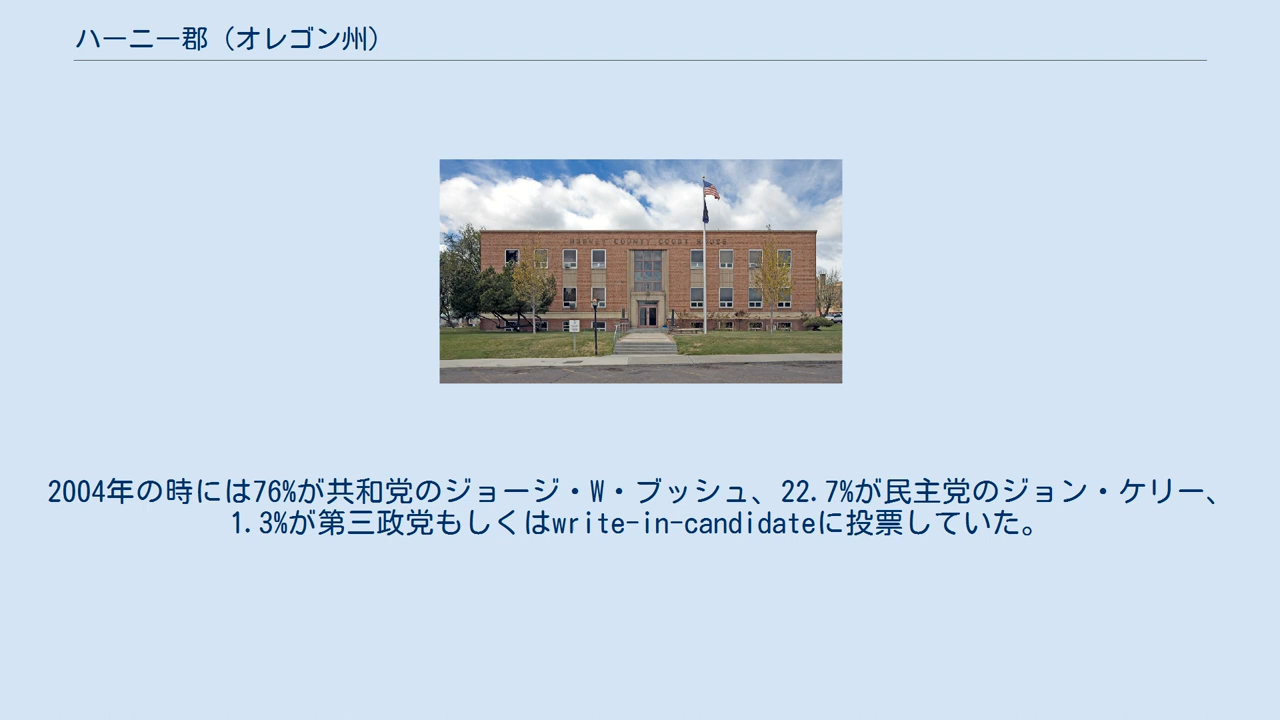 ハーニー郡（オレゴン州）
HARNEY COUNTY COURT HOUSE
2004年の時には76%が共和党のジョージ・W・ブッシュ、22.7%が民主党のジョン・ケリー、
1.3%が第三政党もしくはwrite-in-candidateに投票していた。